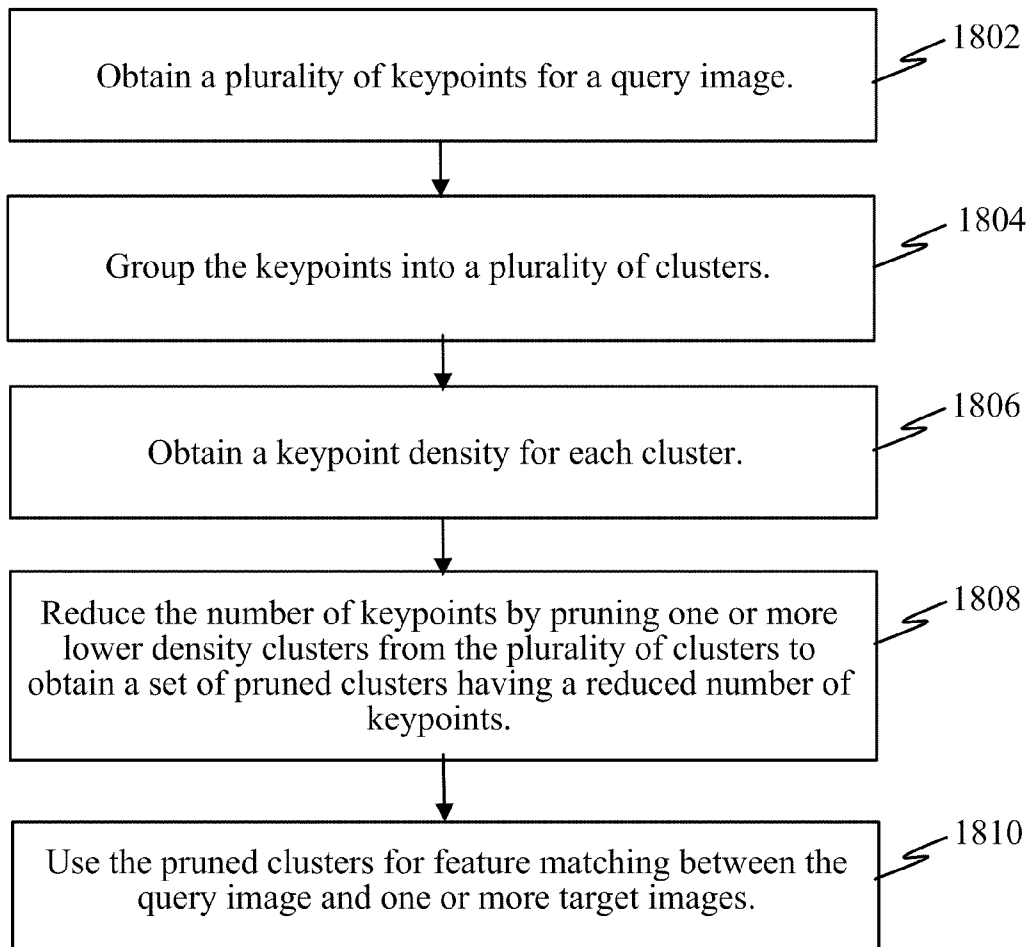 1802
Obtain a plurality of keypoints for a query image.
1804
Group the keypoints into a plurality of clusters.
1806
Obtain a keypoint density for each cluster.
1808
Reduce the number of keypoints by pruning one or more
lower density clusters from the plurality of clusters to
obtain a set of pruned clusters having a reduced number of
keypoints.
1810
Use the pruned clusters for feature matching between the
query image and one or more target images.